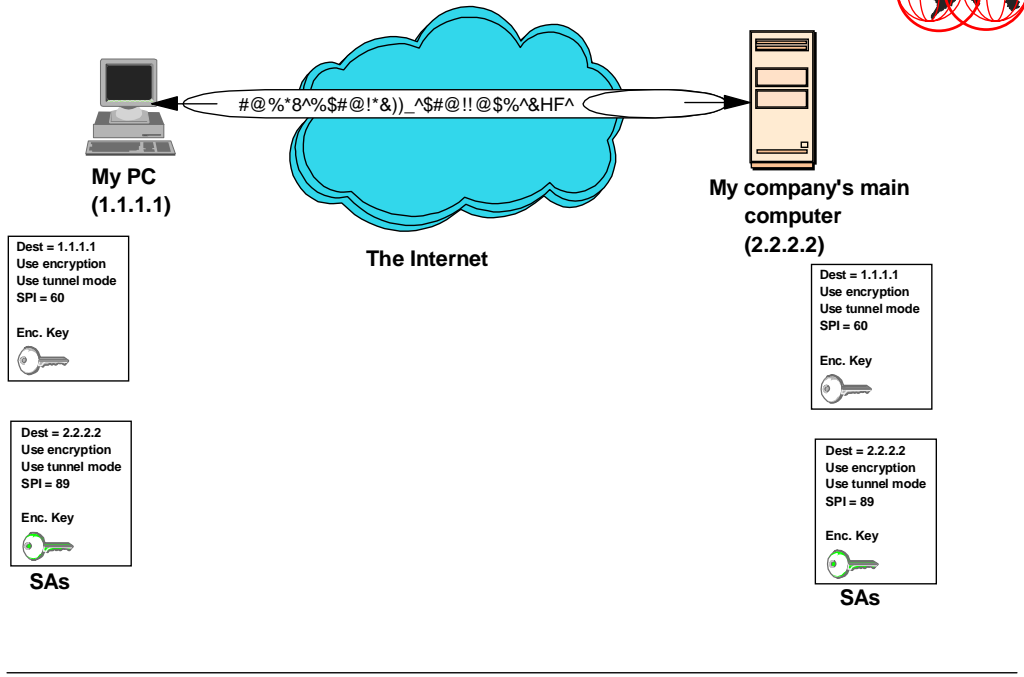 #@%*8^%$#@!*&))_^$#@!!@$%^&HF^
My PC
(1.1.1.1)
My company's main
computer
(2.2.2.2)
The Internet
Dest = 1.1.1.1
Use encryption
Use tunnel mode
SPI = 60
Enc. Key
Dest = 2.2.2.2
Use encryption
Use tunnel mode
SPI = 89
Enc. Key
SAs
Dest = 1.1.1.1
Use encryption
Use tunnel mode
SPI = 60
Enc. Key
Dest = 2.2.2.2
Use encryption
Use tunnel mode
SPI = 89
Enc. Key
SAs